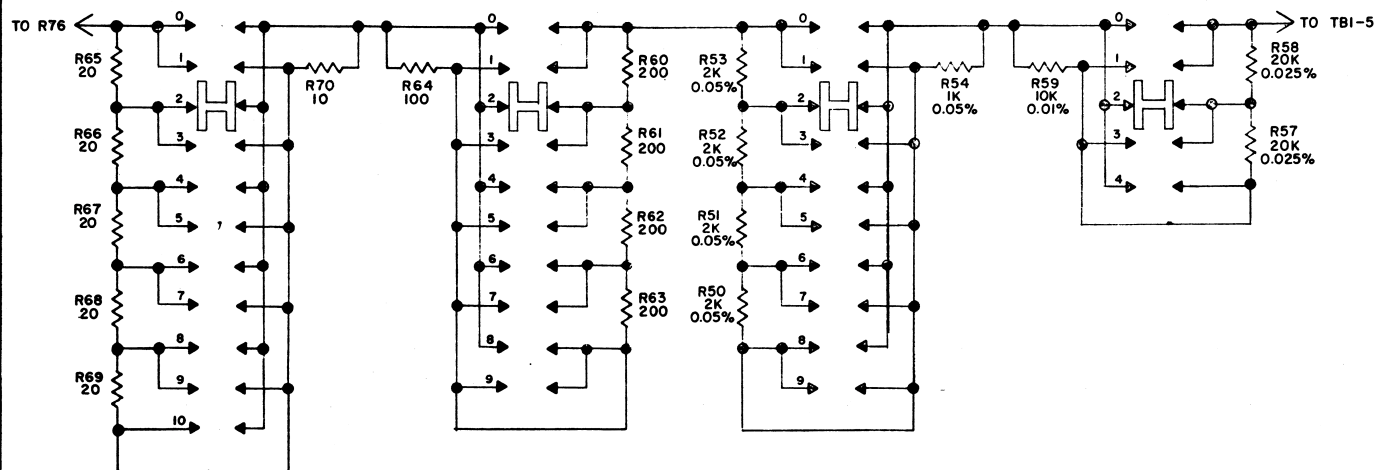 TO R76
0
1
2
3
4
5
6
7
8
9
10
R65
20
R66
20
R67
20
R68
20
R69
20
R70
10
R64
100
0
1
2
3
4
5
6
7
8
9
R60
200
R61
200
R62
200
R63
200
R53
2K
0.05%
R52
2K
0.05%
R51
2K
0.05%
R50
2K
0.05%
0
1
2
3
4
5
6
7
8
9
R54
1K
0.05%
R59
10K
0.01%
0
1
2
3
4
R58
20K
0.025%
R57
20K
0.025%
TO TB1-5